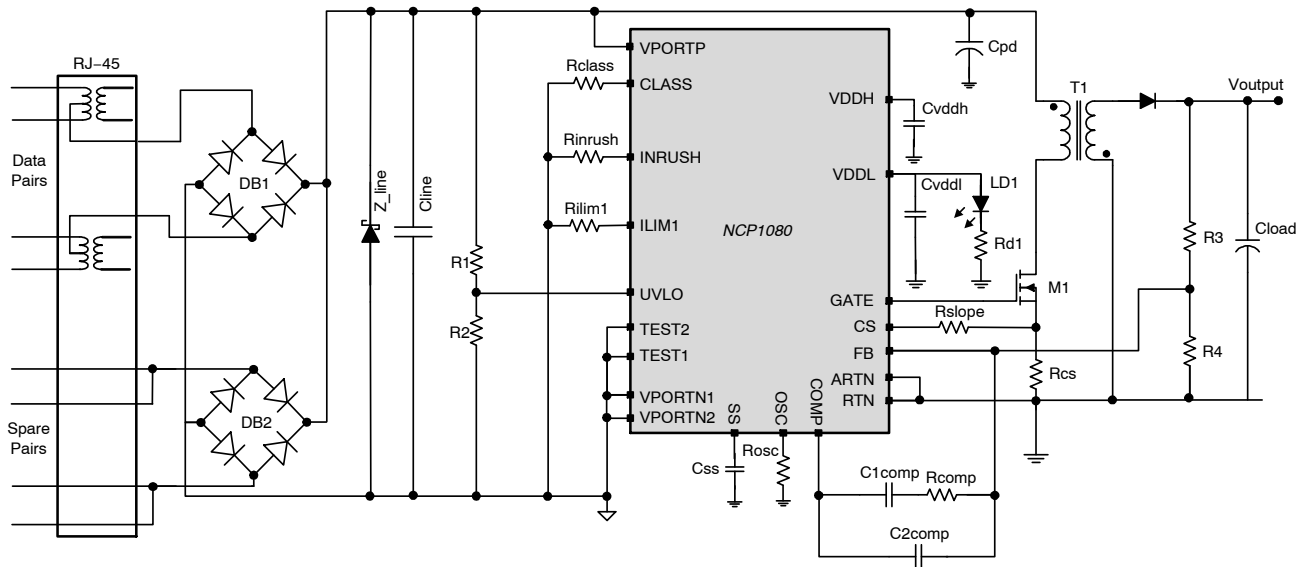 RJ−45
Data
Pairs
Spare
Pairs
DB1
DB2
Z_line
Cline
R1
R2
Rclass
Rinrush
Rilim1
VPORTP
CLASS
INRUSH
ILIM1
UVLO
TEST2
TEST1
VPORTN1
VPORTN2
NCP1080
VDDH
VDDL
GATE
CS
FB
ARTN
RTN
SS
OSC
COMP
Css
Rosc
C1comp
Rcomp
C2comp
Cvddh
Cvddl
LD1
Rd1
Rslope
M1
Rcs
Cpd
T1
Voutput
R3
R4
Cload